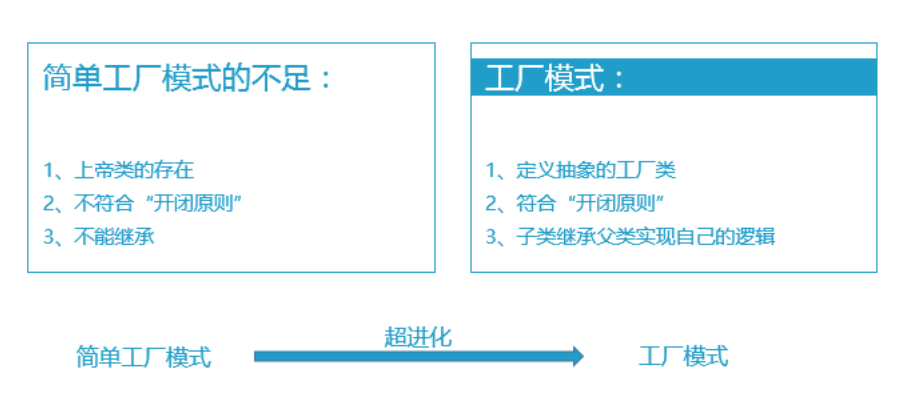 简单工厂模式的不足：
1、上帝类的存在
2、不符合“开闭原则”
3、不能继承
工厂模式：
1、定义抽象的工厂类
2、符合“开闭原则”
3、子类继承父类实现自己的逻辑
超进化
简单工厂模式
工厂模式